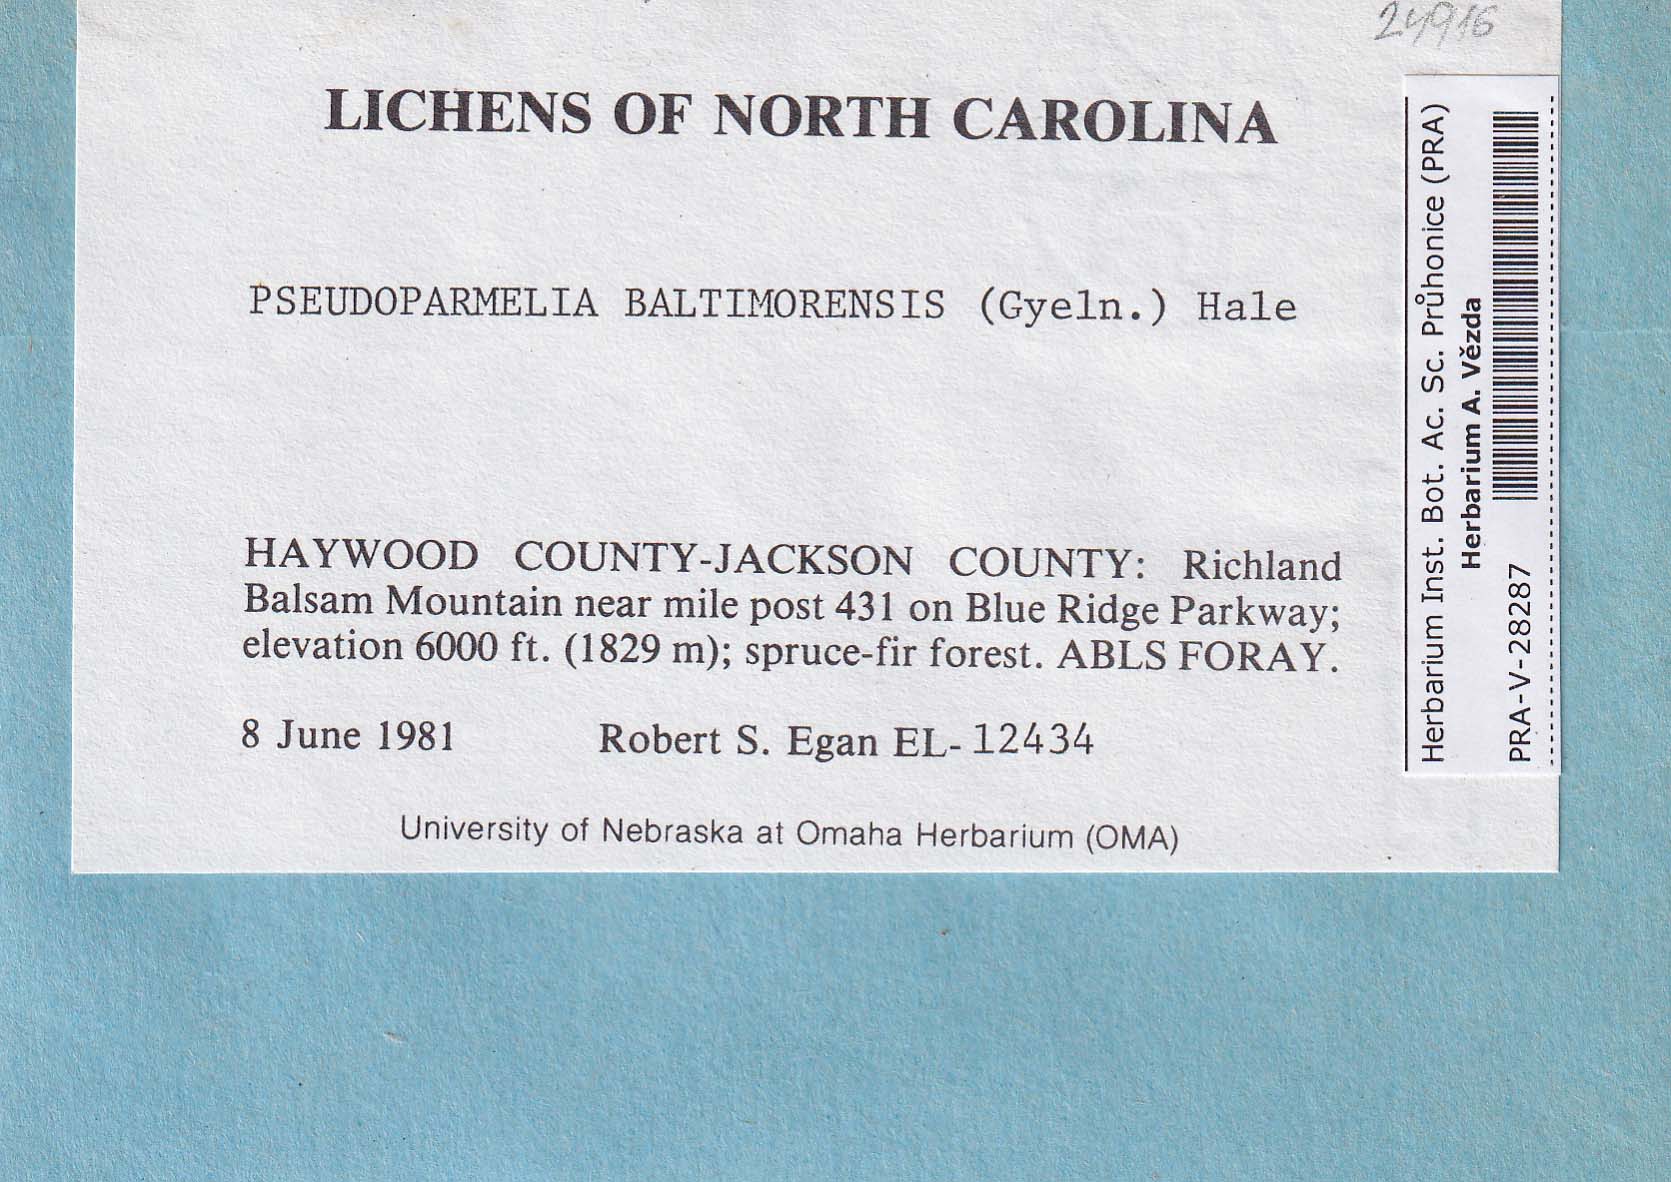 24916
LICHENS OF NORTH CAROLINA
PSEUDOPARMELIA BALTIMORENSIS (Gyeln.) Hale
HAYWOOD COUNTY-JACKSON COUNTY: Richland
Balsam Mountain near mile post 431 on Blue Ridge Parkway;
elevation 6000 ft. (1829 m); spruce-fir forest. ABLS FORAY.
8 June 1981 Robert S. Egan EL- 12434
University of Nebraska at Omaha Herbarium (OMA)
Herbarium Inst. Bot. Ac. Sc. Průhonice (PRA)
Herbarium A. Vězda
PRA-V-28287